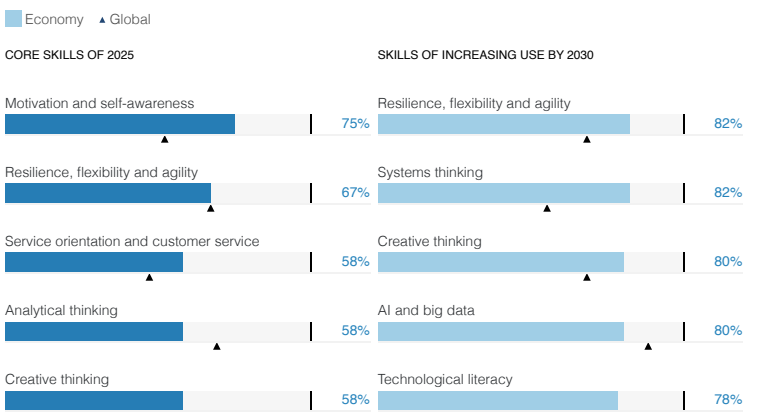 Economy Global
CORE SKILLS OF 2025
Motivation and self-awareness
75%
Resilience, flexibility and agility
67%
Service orientation and customer service
58%
Analytical thinking
58%
Creative thinking
58%
SKILLS OF INCREASING USE BY 2030
Resilience, flexibility and agility
82%
Systems thinking
82%
Creative thinking
80%
AI and big data
80%
Technological literacy
78%